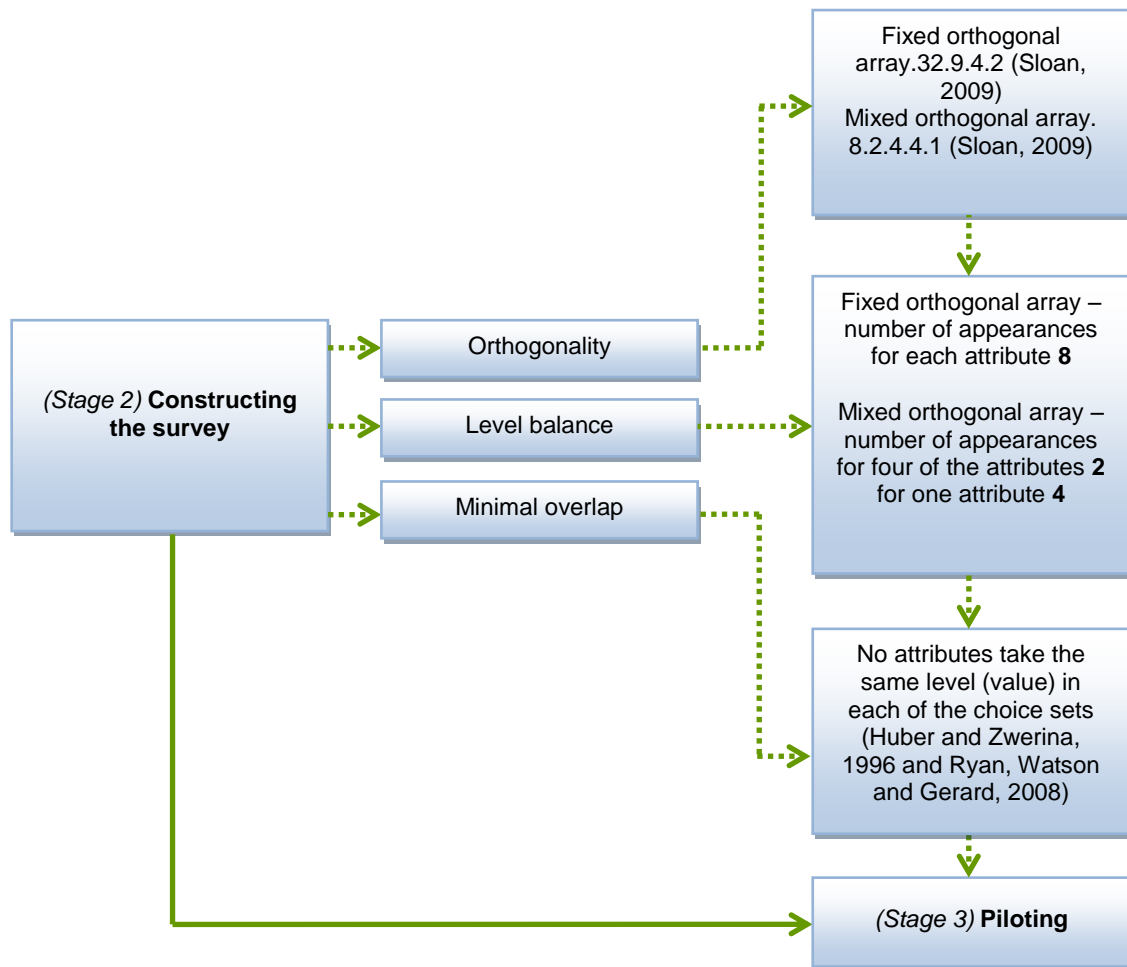 Fixed orthogonal
array.32.9.4.2 (Sloan,
2009)
Mixed orthogonal array.
8.2.4.4.1 (Sloan, 2009)
Fixed orthogonal array –
number of appearances
for each attribute 8
Mixed orthogonal array –
number of appearances
for four of the attributes 2
for one attribute 4
(Stage 2) Constructing
the survey
Orthogonality
Level balance
Minimal overlap
No attributes take the
same level (value) in
each of the choice sets
(Huber and Zwerina,
1996 and Ryan, Watson
and Gerard, 2008)
(Stage 3) Piloting